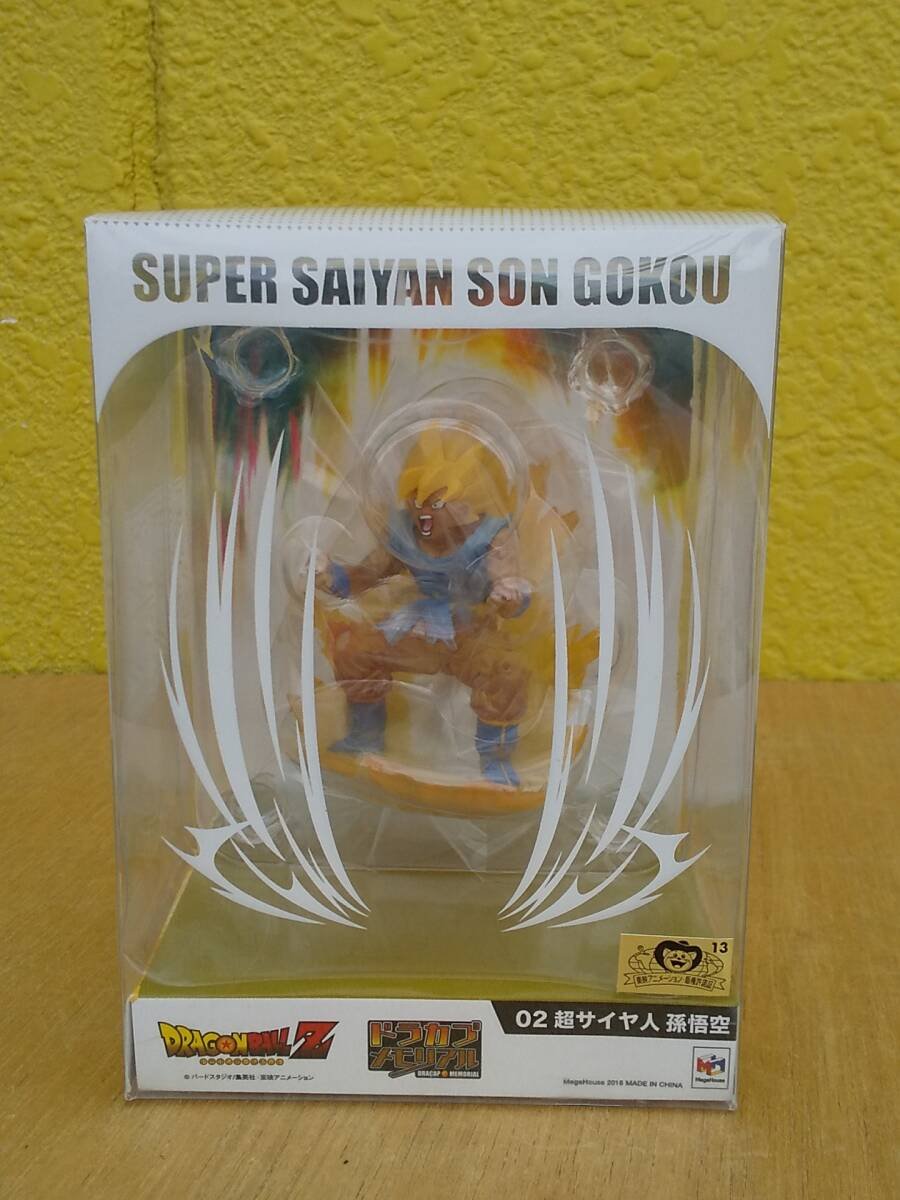 SUPER SAIYAN SON GOKOU
13
東映アニメーション・版権許諾証
02 超サイヤ人 孫悟空
DRAGONBALL Z
ドラカプ
メモリアル
DRACAP MEMORIAL
© バードスタジオ/集英社・東映アニメーション
MegaHouse
MegaHouse 2016 MADE IN CHINA